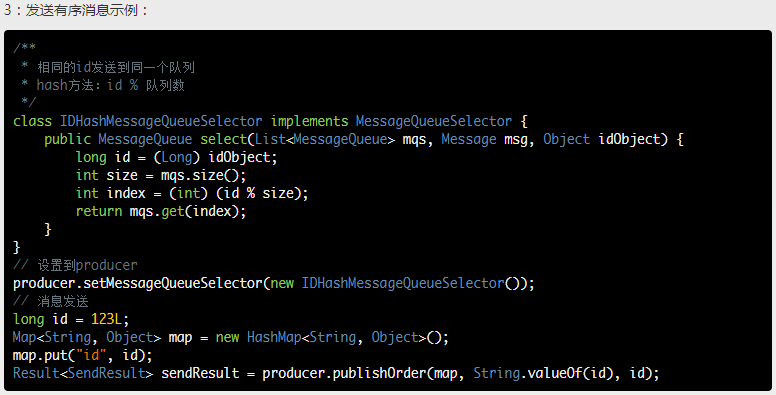 3：发送有序消息示例：
/**
 * 相同的id发送到同一个队列
 * hash方法：id % 队列数
 */
class IDHashMessageQueueSelector implements MessageQueueSelector {
    public MessageQueue select(List<MessageQueue> mqs, Message msg, Object idObject) {
        long id = (Long) idObject;
        int size = mqs.size();
        int index = (int) (id % size);
        return mqs.get(index);
    }
}
// 设置到producer
producer.setMessageQueueSelector(new IDHashMessageQueueSelector());
// 消息发送
long id = 123L;
Map<String, Object> map = new HashMap<String, Object>();
map.put("id", id);
Result<SendResult> sendResult = producer.publishOrder(map, String.valueOf(id), id);